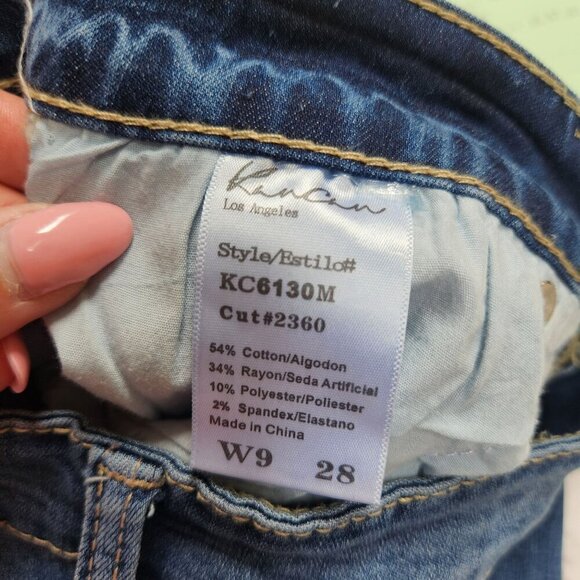 KanCan
Los Angeles
Style/Estilo#
KC6130M
Cut#2360
54% Cotton/Algodon
34% Rayon/Seda Artificial
10% Polyester/Poliester
2% Spandex/Elastano
Made in China
W9 28